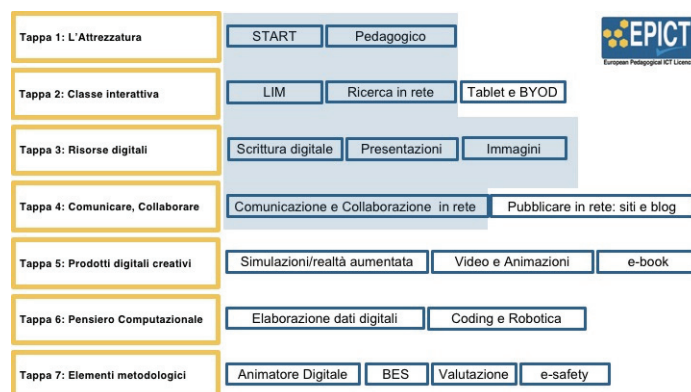 Tappa 1: L'Attrezzatura
START
Pedagogico
EPICT
European Pedagogical ICT Licence
Tappa 2: Classe interattiva
LIM
Ricerca in rete
Tablet e BYOD
Tappa 3: Risorse digitali
Scrittura digitale
Presentazioni
Immagini
Tappa 4: Comunicare, Collaborare
Comunicazione e Collaborazione in rete
Pubblicare in rete: siti e blog
Tappa 5: Prodotti digitali creativi
Simulazioni/realtà aumentata
Video e Animazioni
e-book
Tappa 6: Pensiero Computazionale
Elaborazione dati digitali
Coding e Robotica
Tappa 7: Elementi metodologici
Animatore Digitale
BES
Valutazione
e-safety